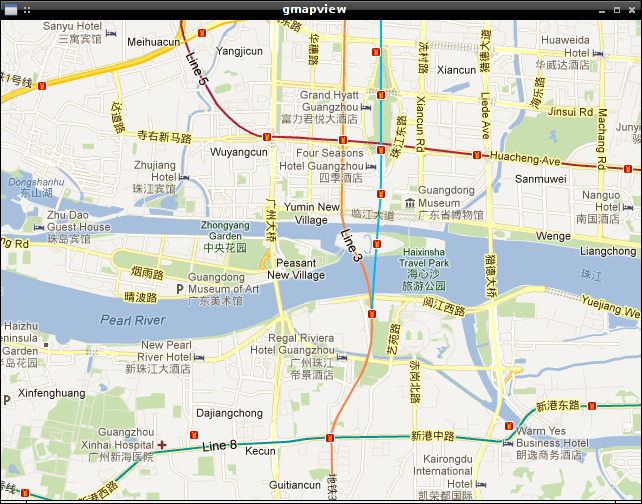 gmapview
Sanyu Hotel
三寓宾馆
Meihuacun
Yangjicun
华穗路
冼村路
Xiancun
猎德大道
Huaweida
Hotel
华威达酒店
铁1号线
Line 5
海乐路
达道路
Grand Hyatt
Guangzhou
富力君悦大酒店
珠江东路
Xiancun Rd
Liede Ave
Jinsui Rd
Machang Rd
寺右新马路
Wuyangcun
Four Seasons
Hotel Guangzhou
四季酒店
Huacheng Ave
Zhujiang
Hotel
珠江宾馆
Sanmuwei
Dongshanhu
东山湖
Guangdong
Museum
广东省博物馆
Nanguo
Hotel
南国酒店
Yumin New
Village
临江大道
Zhu Dao
Guest House
珠岛宾馆
Zhongyang
Garden
中央花园
广州大桥
Line 3
Wenge
Liangchong
Haixinsha
Travel Park
海心沙
旅游公园
猎德大桥
珠江
Peasant
New Village
烟雨路
Guangdong
Museum of Art
广东美术馆
晴波路
阅江西路
Yuejiang We
Pearl River
Haizhu
Garden
New Pearl
River Hotel
新珠江大酒店
Regal Riviera
Hotel Guangzhou
广州珠江
帝景酒店
艺苑路
赤岗北路
Xinfenghuang
Dajiangchong
新港东路
Guangzhou
Xinhai Hospital
广州新海医院
Line 8
Kecun
新港中路
Warm Yes
Business Hotel
朗逸商务酒店
Kairongdu
International
Hotel
凯荣都国际
新港西路
号线
Guitiancun
地铁3